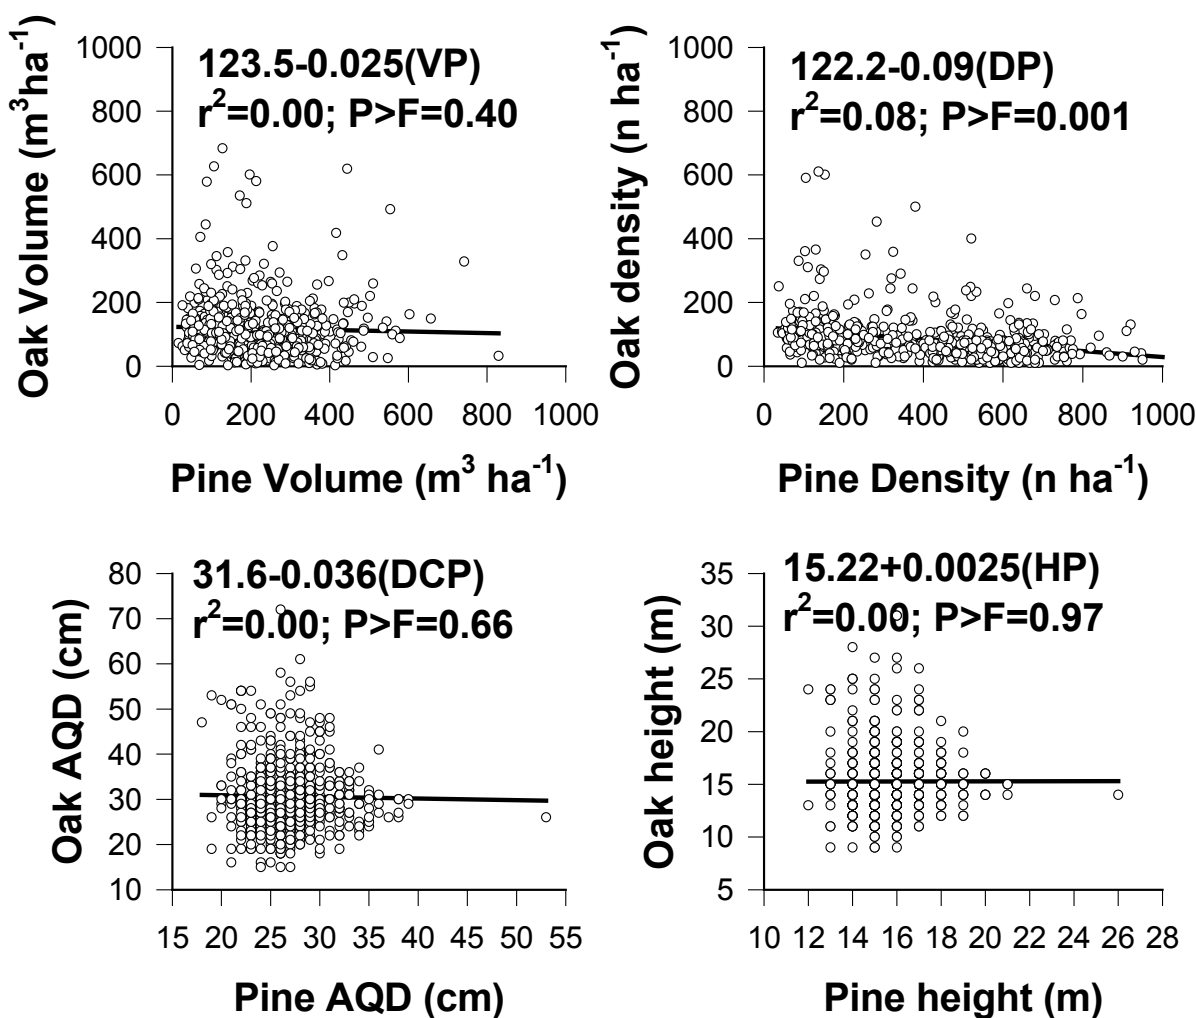 123.5-0.025(VP)
r²=0.00; P>F=0.40
Oak Volume (m³ha⁻¹)
1000
800
600
400
200
0
0 200 400 600 800 1000
Pine Volume (m³ ha⁻¹)
122.2-0.09(DP)
r²=0.08; P>F=0.001
Oak density (n ha⁻¹)
1000
800
600
400
200
0
0 200 400 600 800 1000
Pine Density (n ha⁻¹)
31.6-0.036(DCP)
r²=0.00; P>F=0.66
Oak AQD (cm)
80
70
60
50
40
30
20
10
15 20 25 30 35 40 45 50 55
Pine AQD (cm)
15.22+0.0025(HP)
r²=0.00; P>F=0.97
Oak height (m)
35
30
25
20
15
10
5
10 12 14 16 18 20 22 24 26 28
Pine height (m)